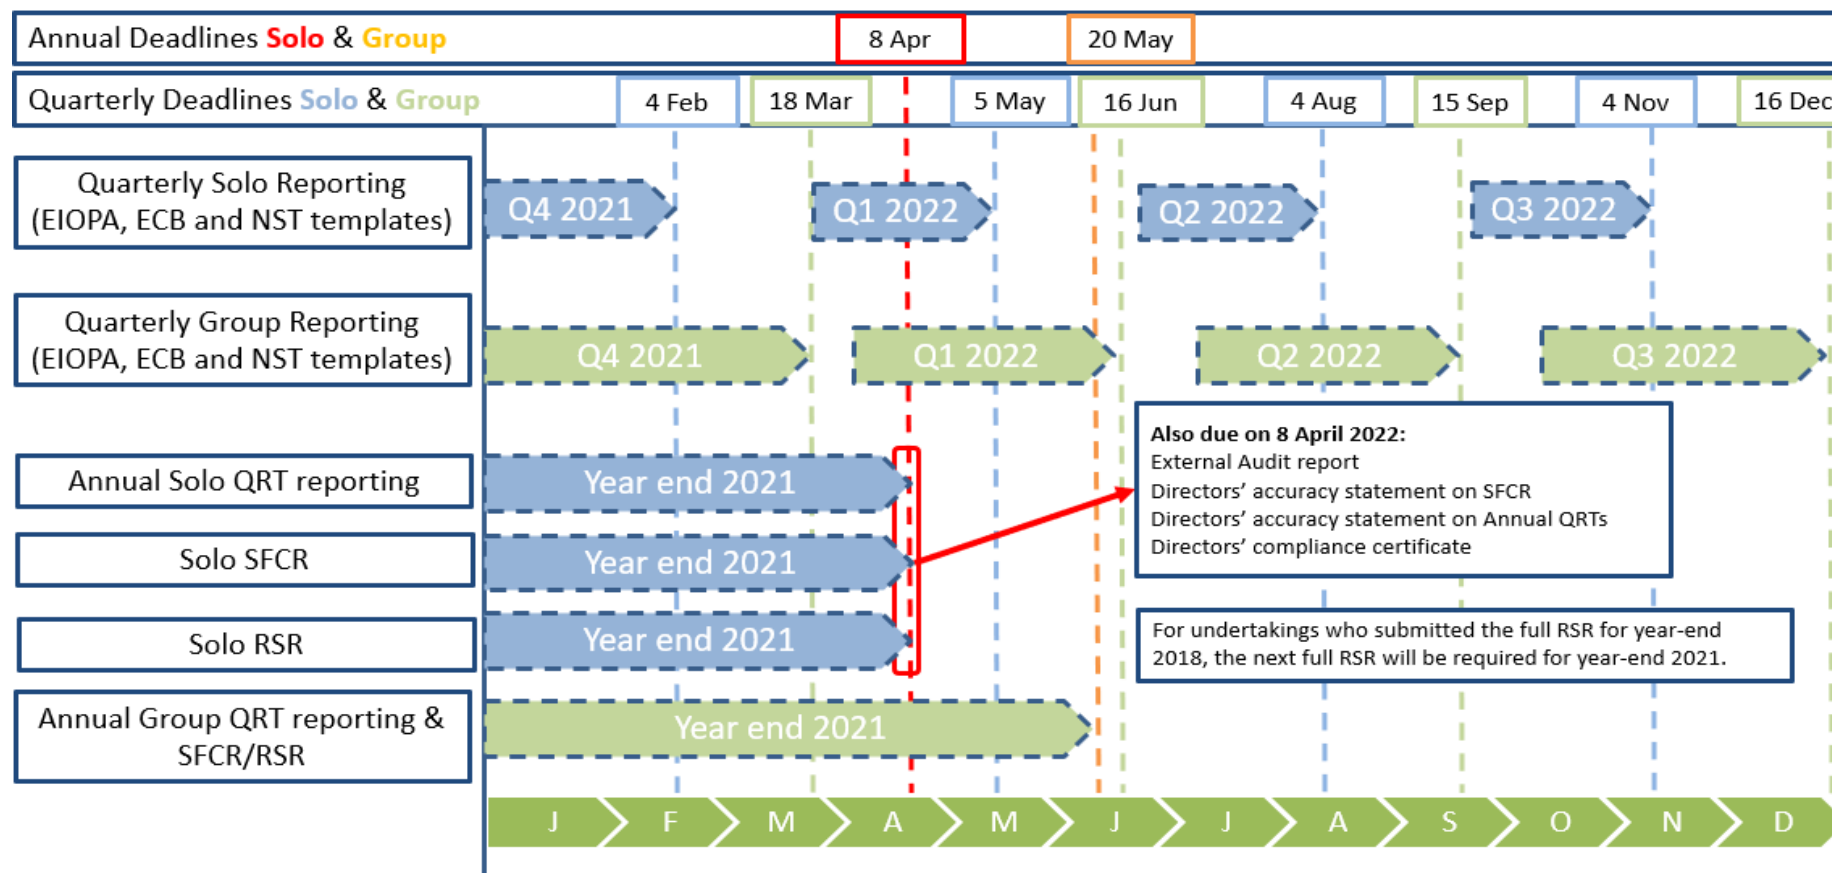 Annual Deadlines Solo & Group
8 Apr
20 May
Quarterly Deadlines Solo & Group
4 Feb
18 Mar
5 May
16 Jun
4 Aug
15 Sep
4 Nov
16 Dec
Quarterly Solo Reporting
(EIOPA, ECB and NST templates)
Q4 2021
Q1 2022
Q2 2022
Q3 2022
Quarterly Group Reporting
(EIOPA, ECB and NST templates)
Q4 2021
Q1 2022
Q2 2022
Q3 2022
Annual Solo QRT reporting
Year end 2021
Also due on 8 April 2022:
External Audit report
Directors' accuracy statement on SFCR
Directors' accuracy statement on Annual QRTs
Directors' compliance certificate
Solo SFCR
Year end 2021
Solo RSR
Year end 2021
For undertakings who submitted the full RSR for year-end
2018, the next full RSR will be required for year-end 2021.
Annual Group QRT reporting &
SFCR/RSR
Year end 2021
J
F
M
A
M
J
J
A
S
O
N
D